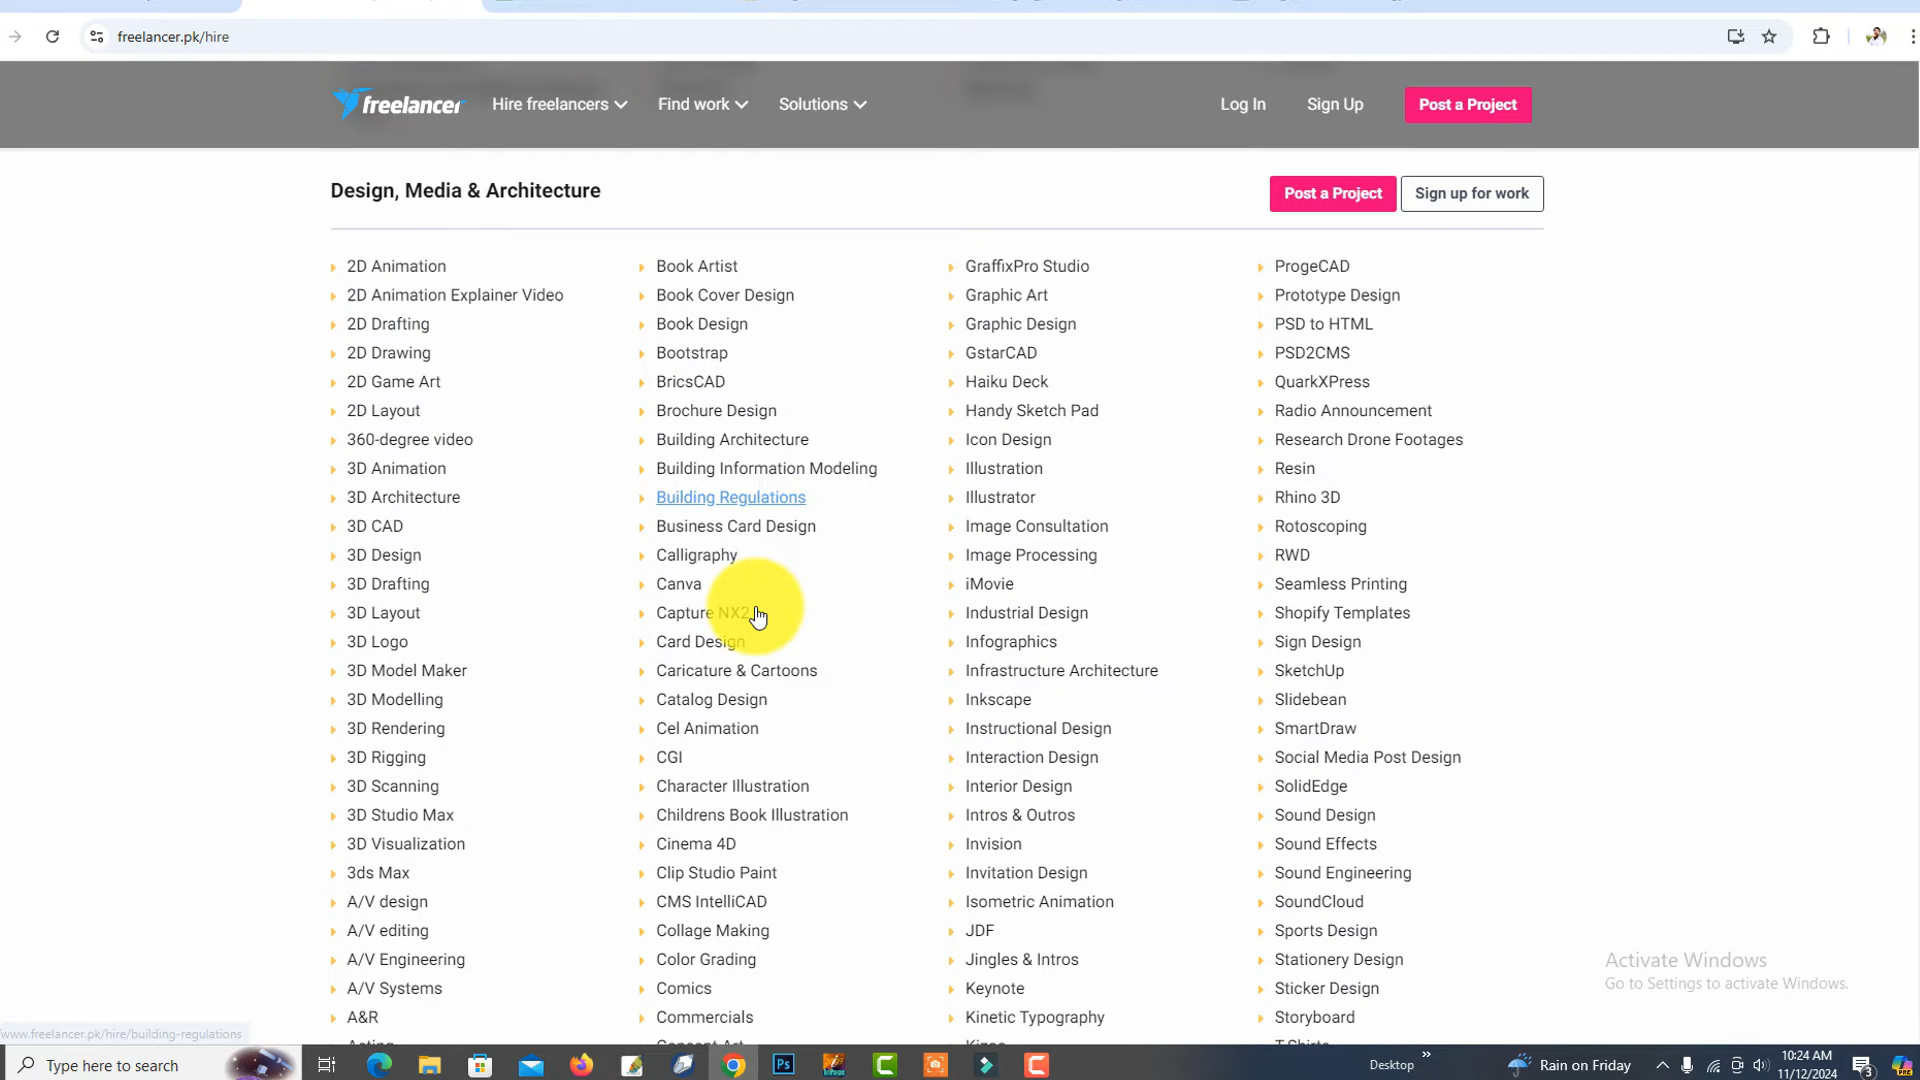 freelancer.pk/hire
freelancer
Hire freelancers
Find work
Solutions
Log In
Sign Up
Post a Project
Design, Media & Architecture
Post a Project
Sign up for work
2D Animation
2D Animation Explainer Video
2D Drafting
2D Drawing
2D Game Art
2D Layout
360-degree video
3D Animation
3D Architecture
3D CAD
3D Design
3D Drafting
3D Layout
3D Logo
3D Model Maker
3D Modelling
3D Rendering
3D Rigging
3D Scanning
3D Studio Max
3D Visualization
3ds Max
A/V design
A/V editing
A/V Engineering
A/V Systems
A&R
Acting
Book Artist
Book Cover Design
Book Design
Bootstrap
BricsCAD
Brochure Design
Building Architecture
Building Information Modeling
Building Regulations
Business Card Design
Calligraphy
Canva
Capture NX2
Card Design
Caricature & Cartoons
Catalog Design
Cel Animation
CGI
Character Illustration
Childrens Book Illustration
Cinema 4D
Clip Studio Paint
CMS IntelliCAD
Collage Making
Color Grading
Comics
Commercials
Concept Art
GraffixPro Studio
Graphic Art
Graphic Design
GstarCAD
Haiku Deck
Handy Sketch Pad
Icon Design
Illustration
Illustrator
Image Consultation
Image Processing
iMovie
Industrial Design
Infographics
Infrastructure Architecture
Inkscape
Instructional Design
Interaction Design
Interior Design
Intros & Outros
Invision
Invitation Design
Isometric Animation
JDF
Jingles & Intros
Keynote
Kinetic Typography
ProgeCAD
Prototype Design
PSD to HTML
PSD2CMS
QuarkXPress
Radio Announcement
Research Drone Footages
Resin
Rhino 3D
Rotoscoping
RWD
Seamless Printing
Shopify Templates
Sign Design
SketchUp
Slidebean
SmartDraw
Social Media Post Design
SolidEdge
Sound Design
Sound Effects
Sound Engineering
SoundCloud
Sports Design
Stationery Design
Sticker Design
Storyboard
T-Shirts
Activate Windows
Go to Settings to activate Windows.
www.freelancer.pk/hire/building-regulations
Type here to search
Ps
Desktop
»
Rain on Friday
10:24 AM
11/12/2024
3